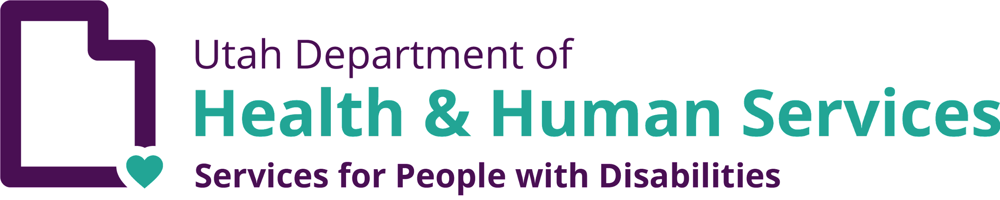 Utah Department of
Health & Human Services
Services for People with Disabilities